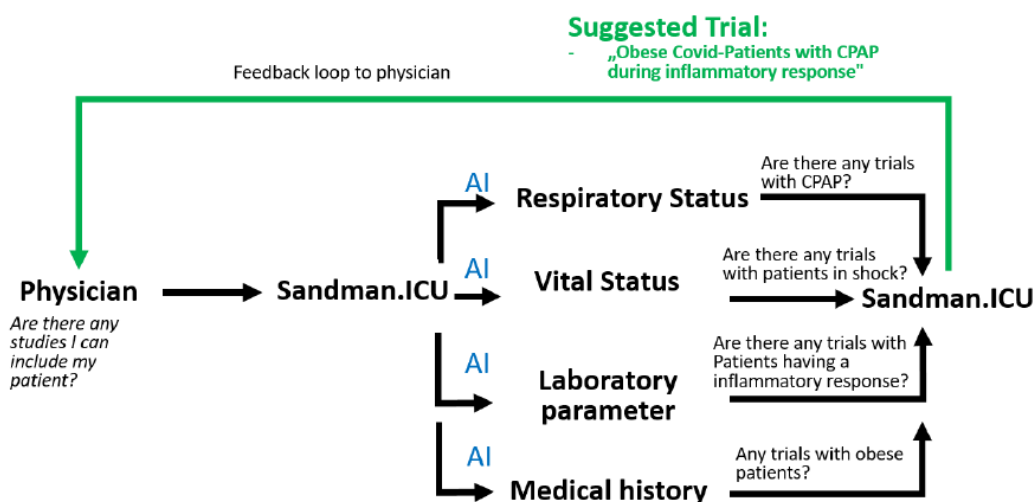 Suggested Trial:
- „Obese Covid-Patients with CPAP
during inflammatory response"
Feedback loop to physician
Are there any trials
with CPAP?
AI
Respiratory Status
AI
Are there any trials
with patients in shock?
Physician
Sandman.ICU
Vital Status
Sandman.ICU
Are there any
studies I can
include my
patient?
Are there any trials with
Patients having a
inflammatory response?
AI
Laboratory
parameter
AI
Any trials with obese
patients?
Medical history